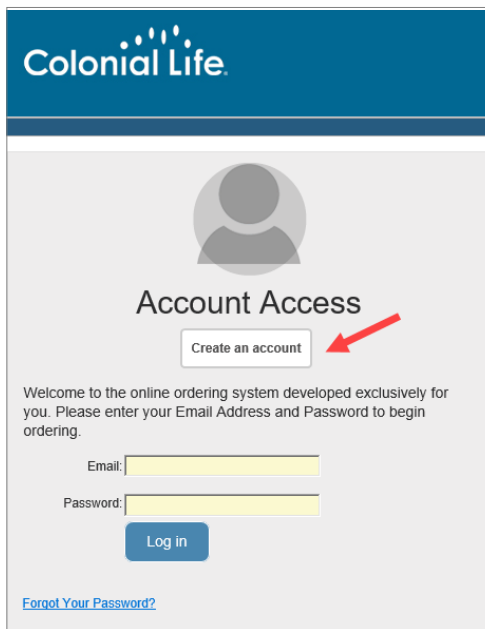 Colonial Life.
Account Access
Create an account
Welcome to the online ordering system developed exclusively for
you. Please enter your Email Address and Password to begin
ordering.
Email:
Password:
Log in
Forgot Your Password?